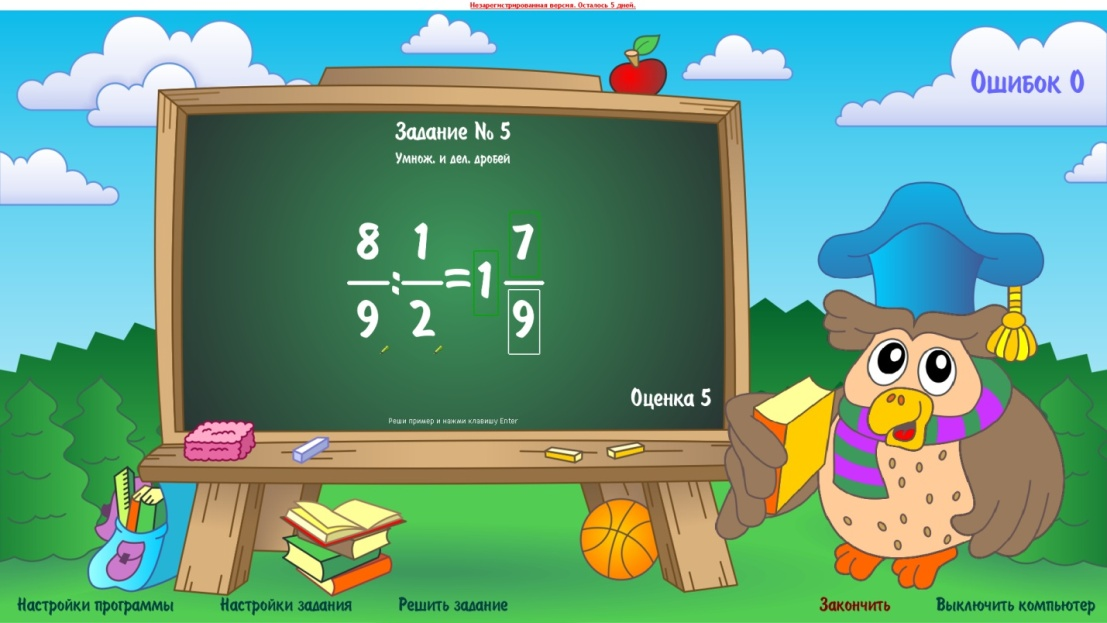 Незарегистрированная версия. Осталось 5 дней.
Ошибок 0
Задание № 5
Умнож. и дел. дробей
8/9 : 1/2 = 1 7/9
Оценка 5
Реши пример и нажми клавишу Enter
Настройки программы Настройки задания Решить задание Закончить Выключить компьютер